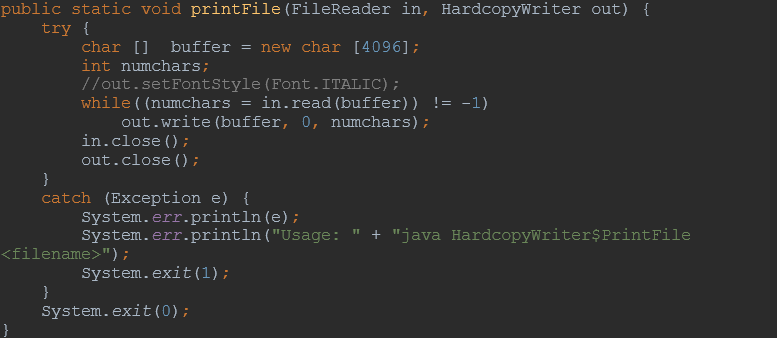 public static void printFile(FileReader in, HardcopyWriter out) {
    try {
        char []  buffer = new char [4096];
        int numchars;
        //out.setFontStyle(Font.ITALIC);
        while((numchars = in.read(buffer)) != -1)
            out.write(buffer, 0, numchars);
        in.close();
        out.close();
    }
    catch (Exception e) {
        System.err.println(e);
        System.err.println("Usage: " + "java HardcopyWriter$PrintFile
<filename>");
        System.exit(1);
    }
    System.exit(0);
}